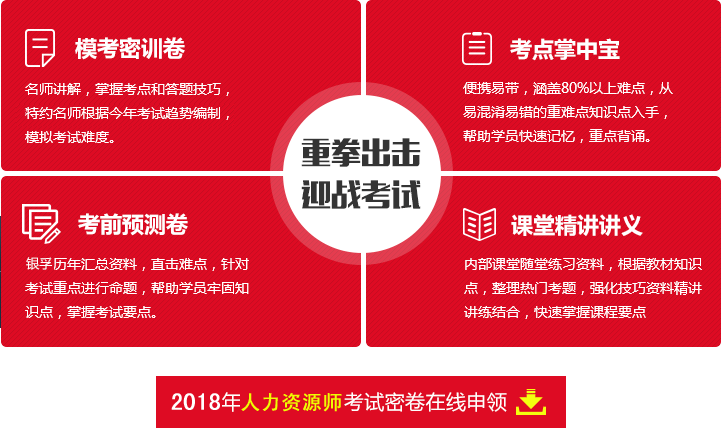 模考密训卷
名师讲解，掌握考点和答题技巧，
特约名师根据今年考试趋势编制，
模拟考试难度。
考点掌中宝
便携易带，涵盖80%以上难点，从
易混淆易错的重难点知识点入手，
帮助学员快速记忆，重点背诵。
重拳出击
迎战考试
考前预测卷
银孚历年汇总资料，直击难点，针对
考试重点进行命题，帮助学员牢固知
识点，掌握考试要点。
课堂精讲讲义
内部课堂随堂练习资料，根据教材知识
点，整理热门考题，强化技巧资料精讲
讲练结合，快速掌握课程要点
2018年人力资源师考试密卷在线申领